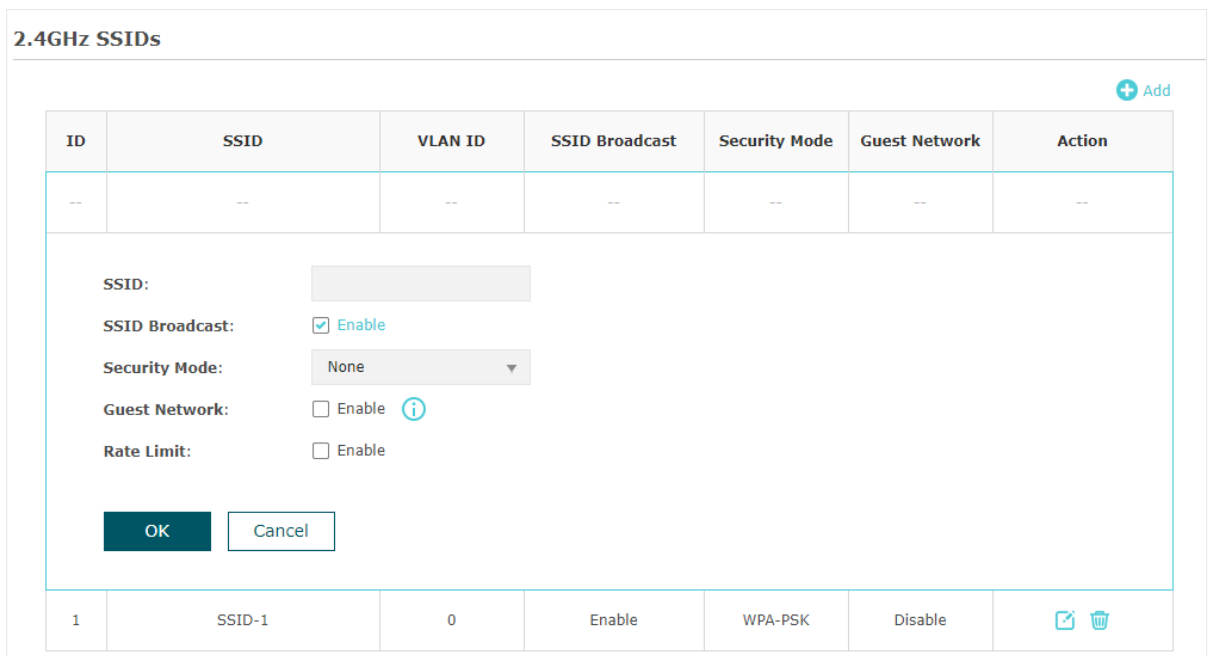 2.4GHz SSIDs
Add
ID SSID VLAN ID SSID Broadcast Security Mode Guest Network Action
-- -- -- -- -- -- --
SSID:
SSID Broadcast: Enable
Security Mode: None
Guest Network: Enable
Rate Limit: Enable
OK Cancel
1 SSID-1 0 Enable WPA-PSK Disable